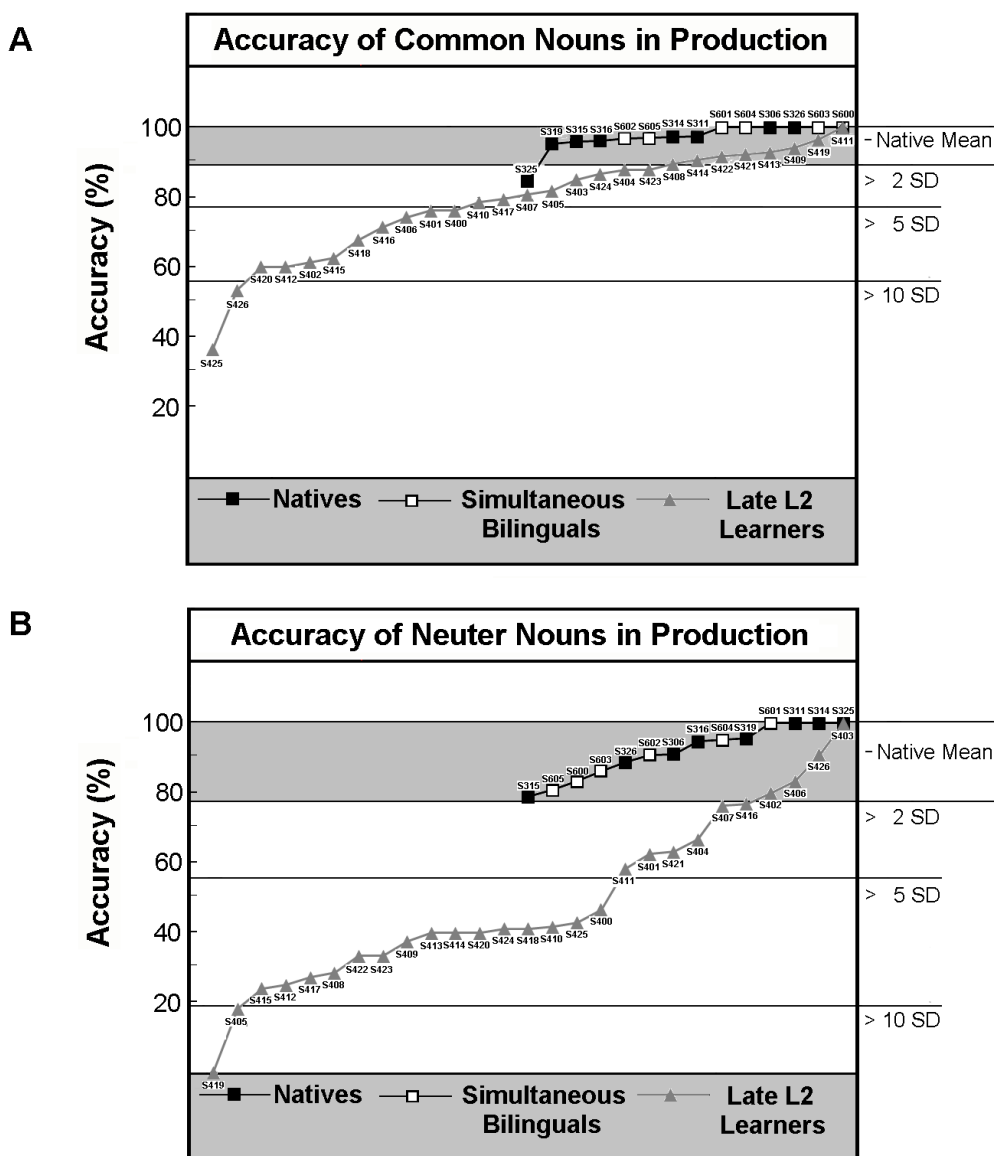 A
Accuracy of Common Nouns in Production
Accuracy (%)
100
80
60
40
20
S325
S319
S315
S316
S602
S605
S314
S311
S601
S604
S306
S326
S603
S600
S425
S426
S420
S412
S402
S415
S418
S416
S406
S401
S400
S410
S417
S407
S405
S403
S424
S404
S423
S408
S414
S422
S421
S413
S409
S419
S411
Native Mean
> 2 SD
> 5 SD
> 10 SD
Natives
Simultaneous
Bilinguals
Late L2
Learners
B
Accuracy of Neuter Nouns in Production
Accuracy (%)
100
80
60
40
20
S315
S605
S600
S603
S326
S602
S306
S316
S604
S319
S601
S311
S314
S325
S419
S405
S415
S412
S417
S408
S422
S423
S409
S413
S414
S420
S424
S418
S410
S425
S400
S411
S401
S421
S404
S407
S416
S402
S406
S426
S403
Native Mean
> 2 SD
> 5 SD
> 10 SD
Natives
Simultaneous
Bilinguals
Late L2
Learners